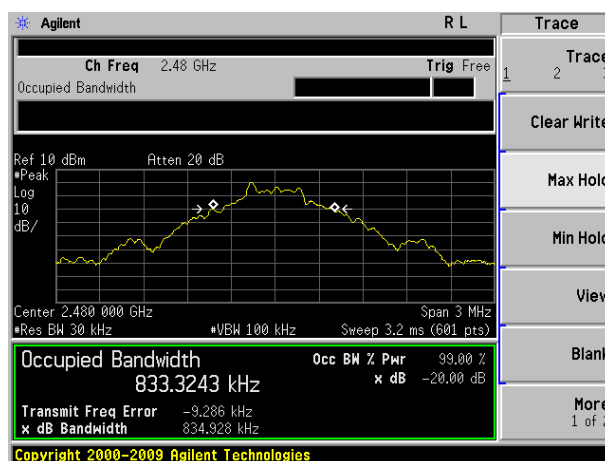 Agilent R L Trace
Ch Freq 2.48 GHz Trig Free
Occupied Bandwidth
Trace
1 2 3
Clear Write
Max Hold
Min Hold
View
Blank
More
1 of 2
Ref 10 dBm Atten 20 dB
#Peak
Log
10
dB/
Center 2.480 000 GHz Span 3 MHz
#Res BW 30 kHz #VBW 100 kHz Sweep 3.2 ms (601 pts)
Occupied Bandwidth Occ BW % Pwr 99.00 %
833.3243 kHz x dB -20.00 dB
Transmit Freq Error -9.286 kHz
x dB Bandwidth 834.928 kHz
Copyright 2000-2009 Agilent Technologies